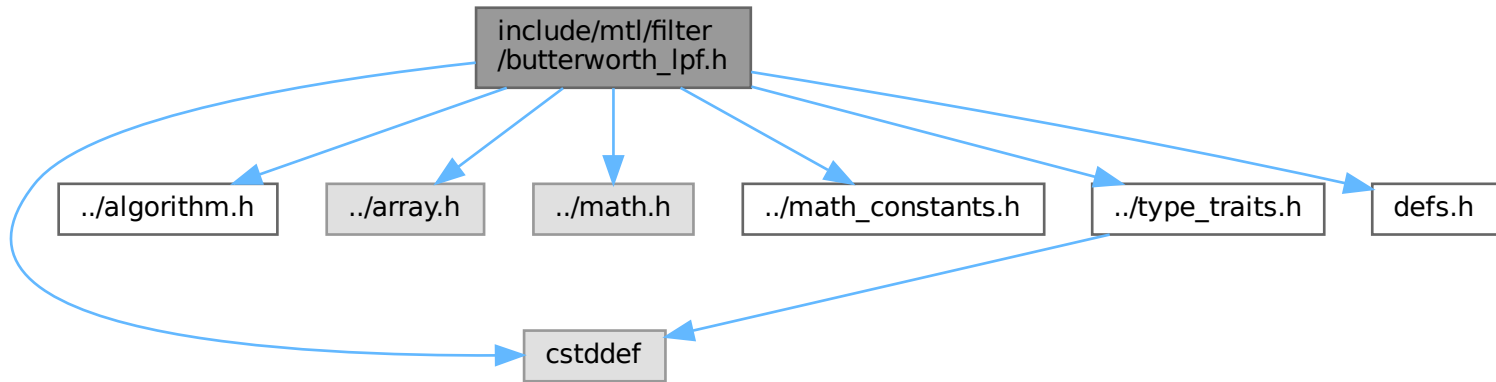 include/mtl/filter
/butterworth_lpf.h
../algorithm.h
../array.h
../math.h
../math_constants.h
../type_traits.h
defs.h
cstddef